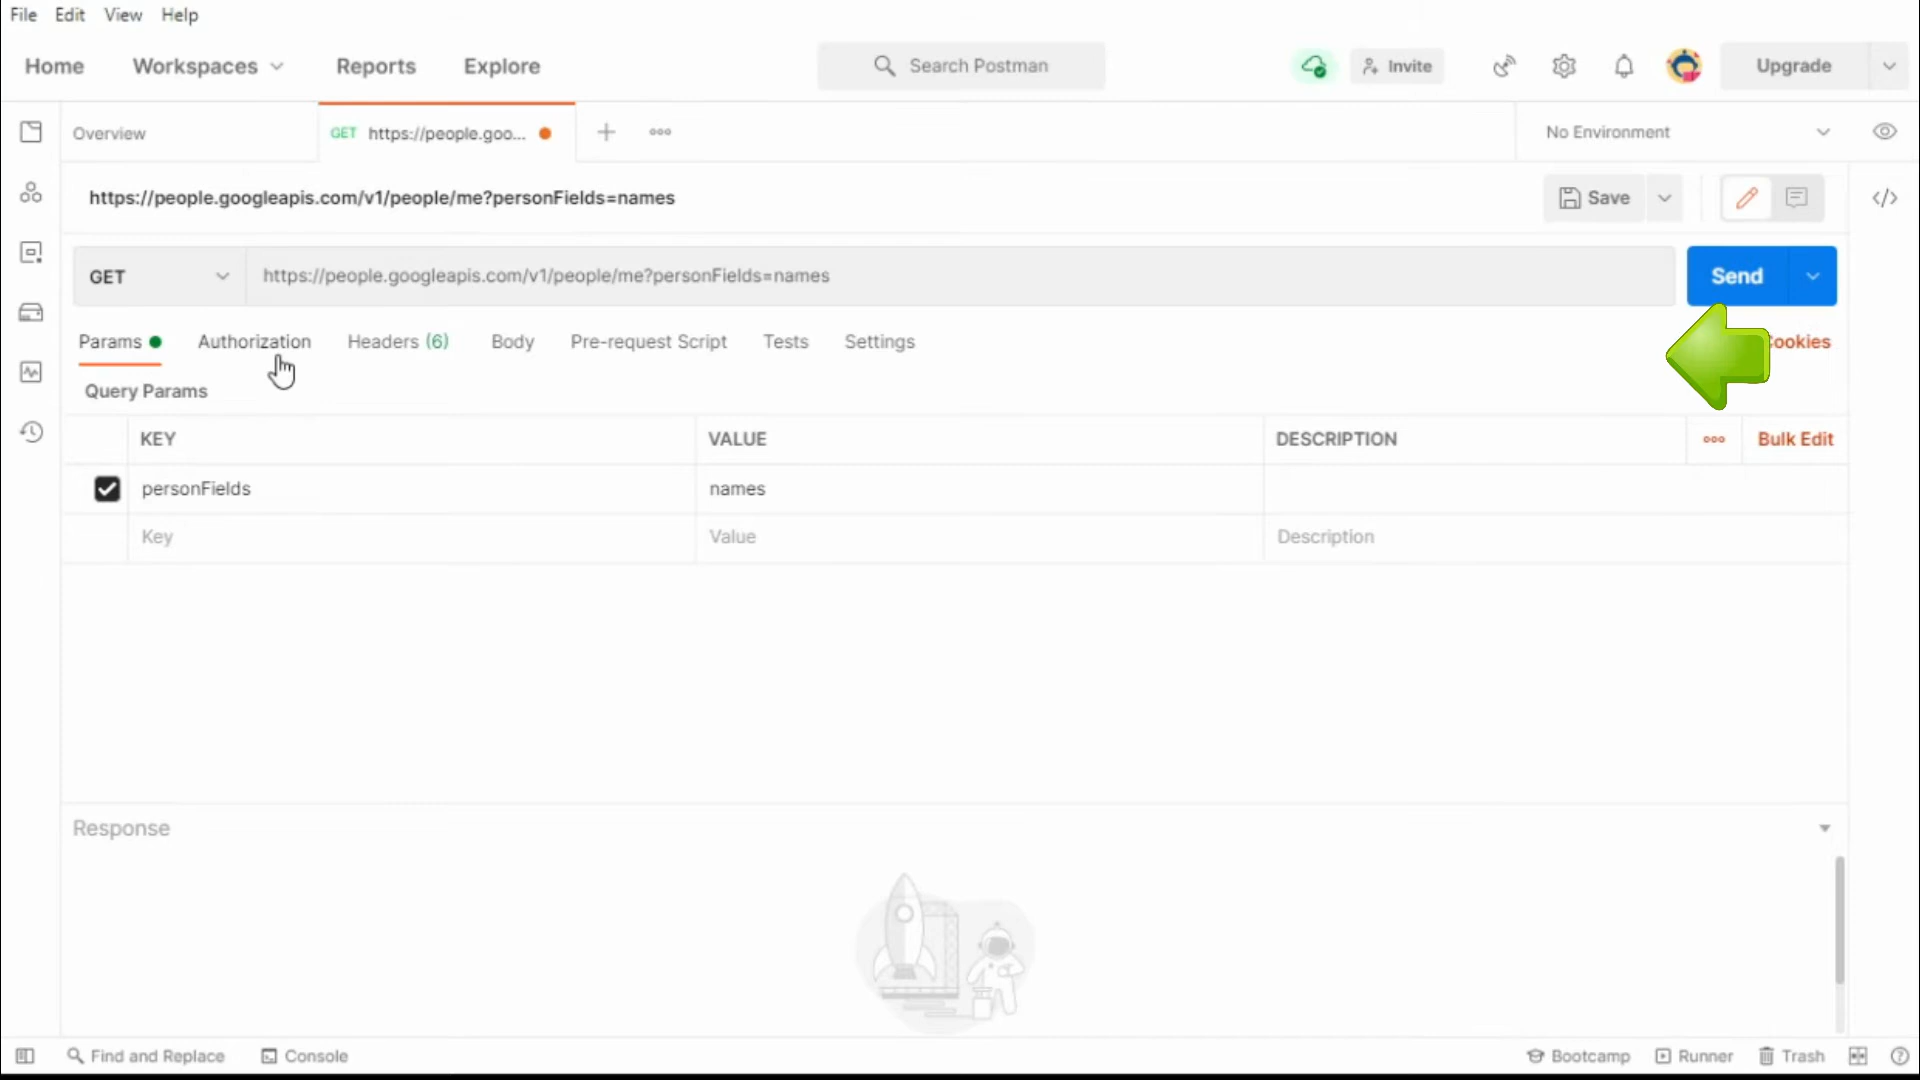 File Edit View Help
Home Workspaces Reports Explore Search Postman Invite Upgrade
Overview GET https://people.goo... No Environment
https://people.googleapis.com/v1/people/me?personFields=names Save
GET https://people.googleapis.com/v1/people/me?personFields=names Send
Params Authorization Headers (6) Body Pre-request Script Tests Settings ookies
Query Params
KEY VALUE DESCRIPTION Bulk Edit
personFields names
Key Value Description
Response
Find and Replace Console Bootcamp Runner Trash